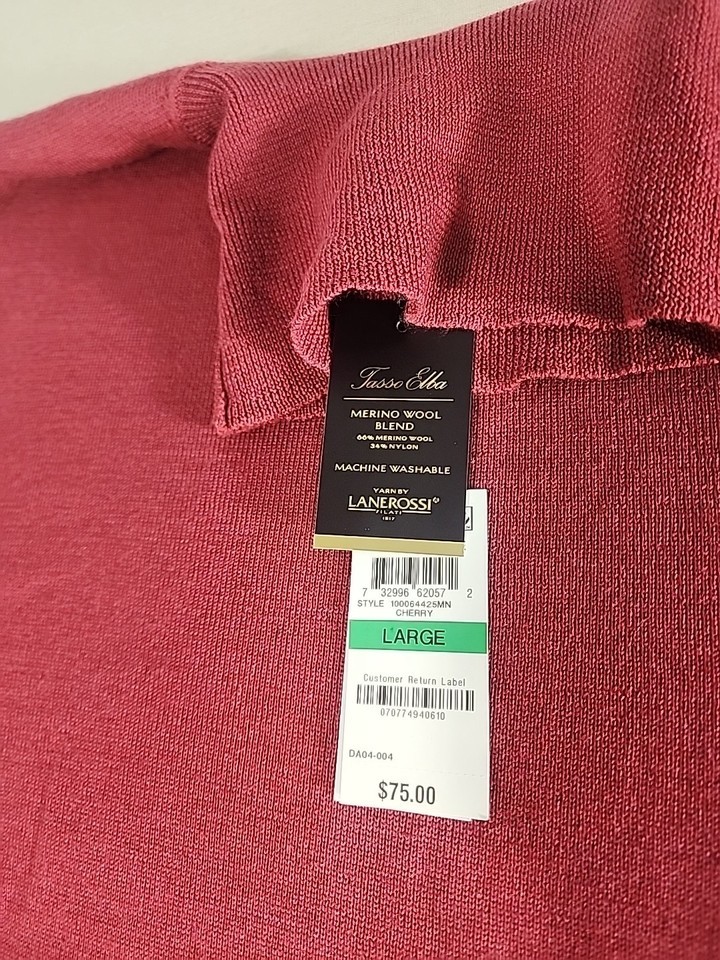 Tasso Elba
MERINO WOOL
BLEND
66% MERINO WOOL
34% NYLON
MACHINE WASHABLE
YARN BY
LANEROSSI
FILATI
1817
7 32996 62057 2
STYLE 100064425MN
CHERRY
LARGE
Customer Return Label
070774940610
DA04-004
$75.00